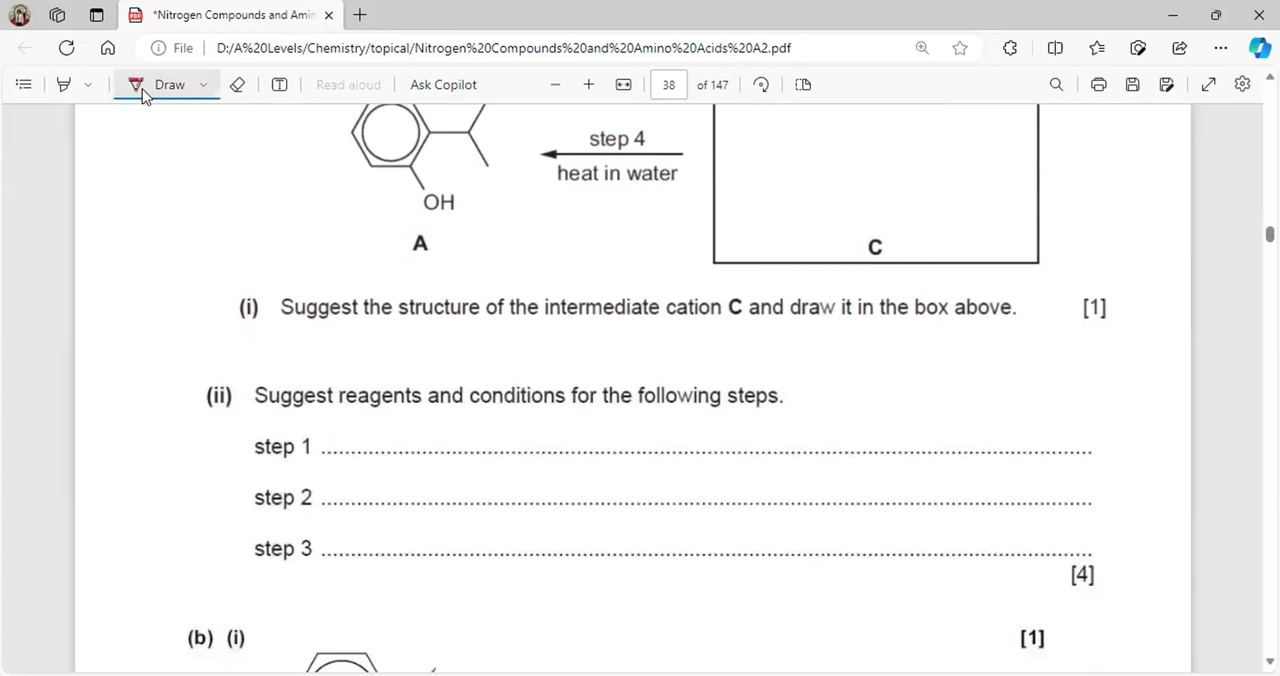 *Nitrogen Compounds and Amin
File
D:/A%20Levels/Chemistry/topical/Nitrogen%20Compounds%20and%20Amino%20Acids%20A2.pdf
Draw
Read aloud
Ask Copilot
38
of 147
step 4
heat in water
OH
A
C
(i) Suggest the structure of the intermediate cation C and draw it in the box above. [1]
(ii) Suggest reagents and conditions for the following steps.
step 1 ................................................................
step 2 ................................................................
step 3 ................................................................
[4]
(b) (i) [1]